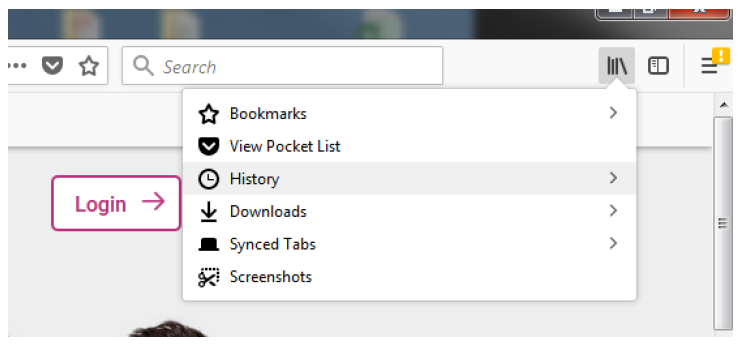 Search
Bookmarks
View Pocket List
History
Login
Downloads
Synced Tabs
Screenshots